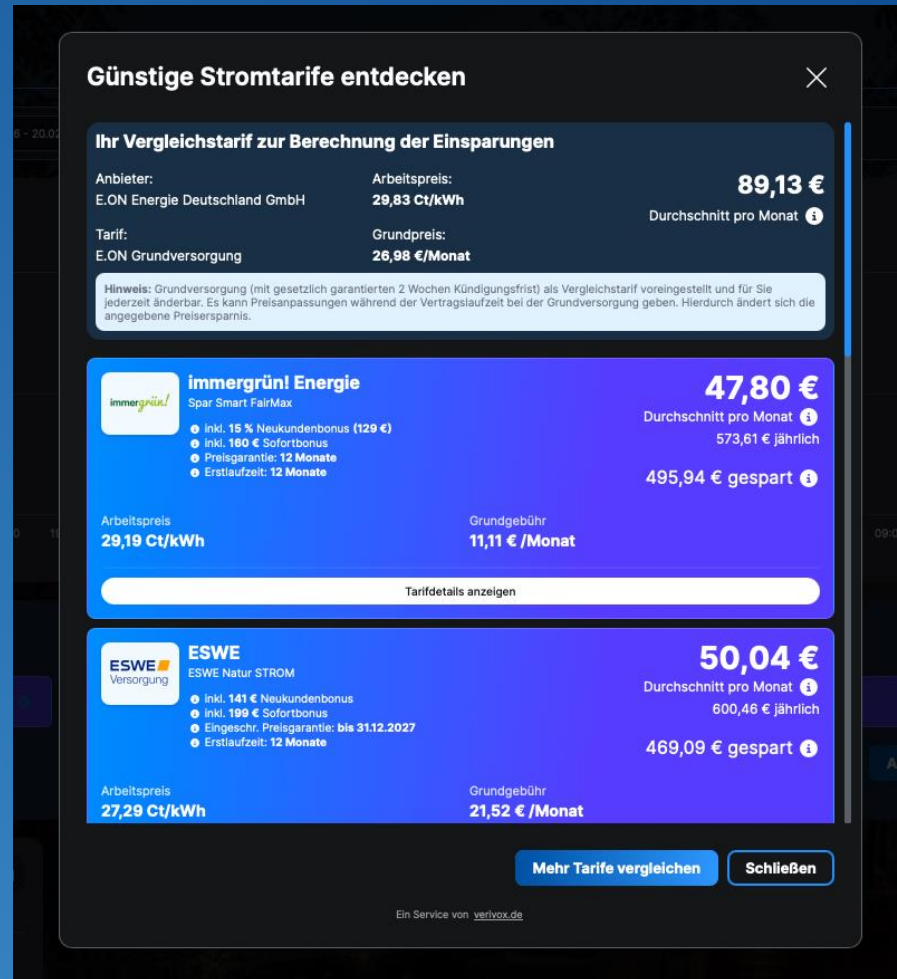 Günstige Stromtarife entdecken
6 - 20.02
Ihr Vergleichstarif zur Berechnung der Einsparungen
Anbieter:
E.ON Energie Deutschland GmbH
Arbeitspreis:
29,83 Ct/kWh
89,13 €
Durchschnitt pro Monat
Tarif:
E.ON Grundversorgung
Grundpreis:
26,98 €/Monat
Hinweis: Grundversorgung (mit gesetzlich garantierten 2 Wochen Kündigungsfrist) als Vergleichstarif voreingestellt und für Sie
jederzeit änderbar. Es kann Preisanpassungen während der Vertragslaufzeit bei der Grundversorgung geben. Hierdurch ändert sich die
angegebene Preisersparnis.
immergrün!
immergrün! Energie
Spar Smart FairMax
inkl. 15 % Neukundenbonus (129 €)
inkl. 160 € Sofortbonus
Preisgarantie: 12 Monate
Erstlaufzeit: 12 Monate
47,80 €
Durchschnitt pro Monat
573,61 € jährlich
495,94 € gespart
Arbeitspreis
29,19 Ct/kWh
Grundgebühr
11,11 € /Monat
Tarifdetails anzeigen
ESWE
Versorgung
ESWE
ESWE Natur STROM
inkl. 141 € Neukundenbonus
inkl. 199 € Sofortbonus
Eingeschr. Preisgarantie: bis 31.12.2027
Erstlaufzeit: 12 Monate
50,04 €
Durchschnitt pro Monat
600,46 € jährlich
469,09 € gespart
Arbeitspreis
27,29 Ct/kWh
Grundgebühr
21,52 € /Monat
Mehr Tarife vergleichen
Schließen
Ein Service von verivox.de